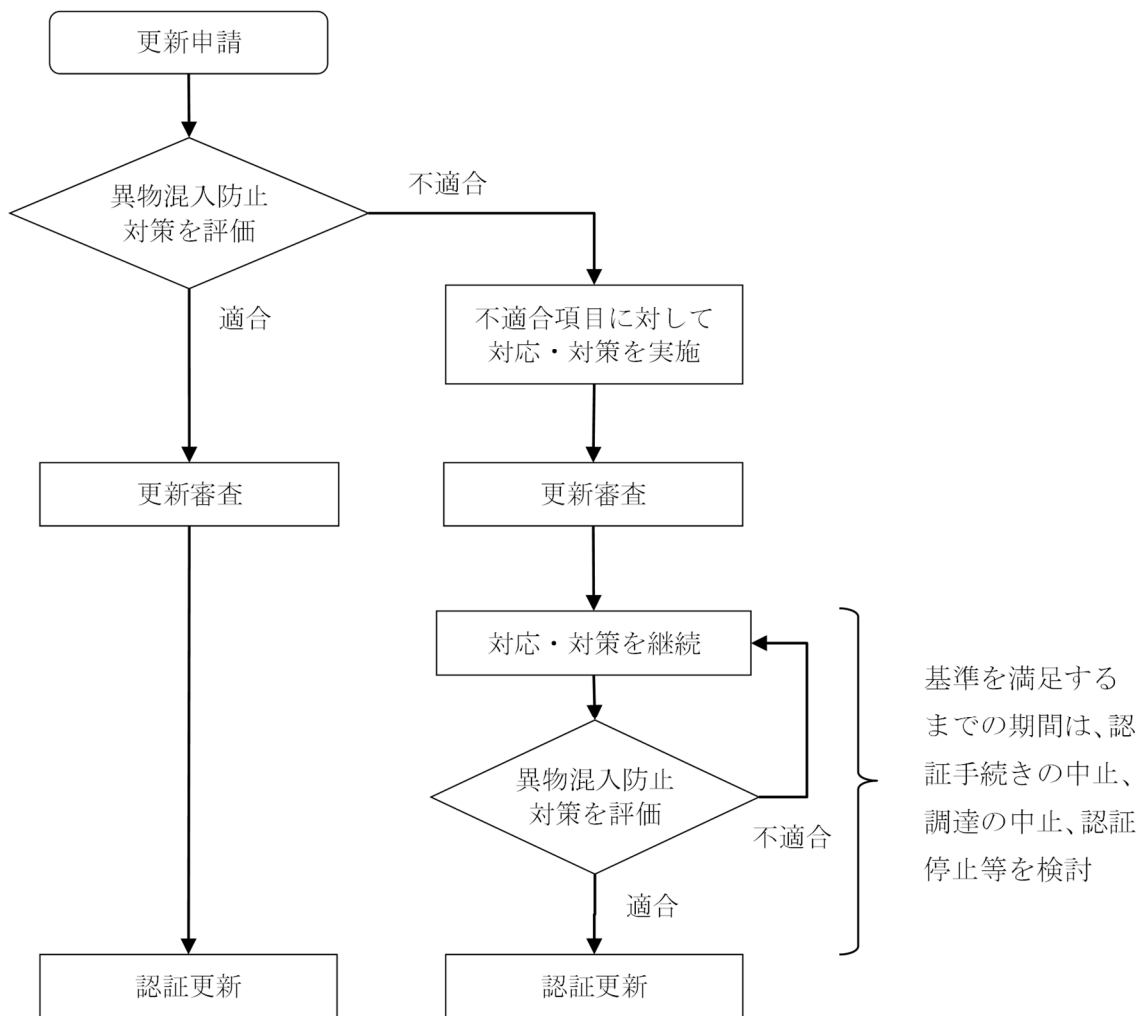 更新申請
異物混入防止
対策を評価
不適合
適合
不適合項目に対して
対応・対策を実施
更新審査
更新審査
対応・対策を継続
異物混入防止
対策を評価
不適合
適合
基準を満足する
までの期間は、認
証手続きの中止、
調達の中止、認証
停止等を検討
認証更新
認証更新